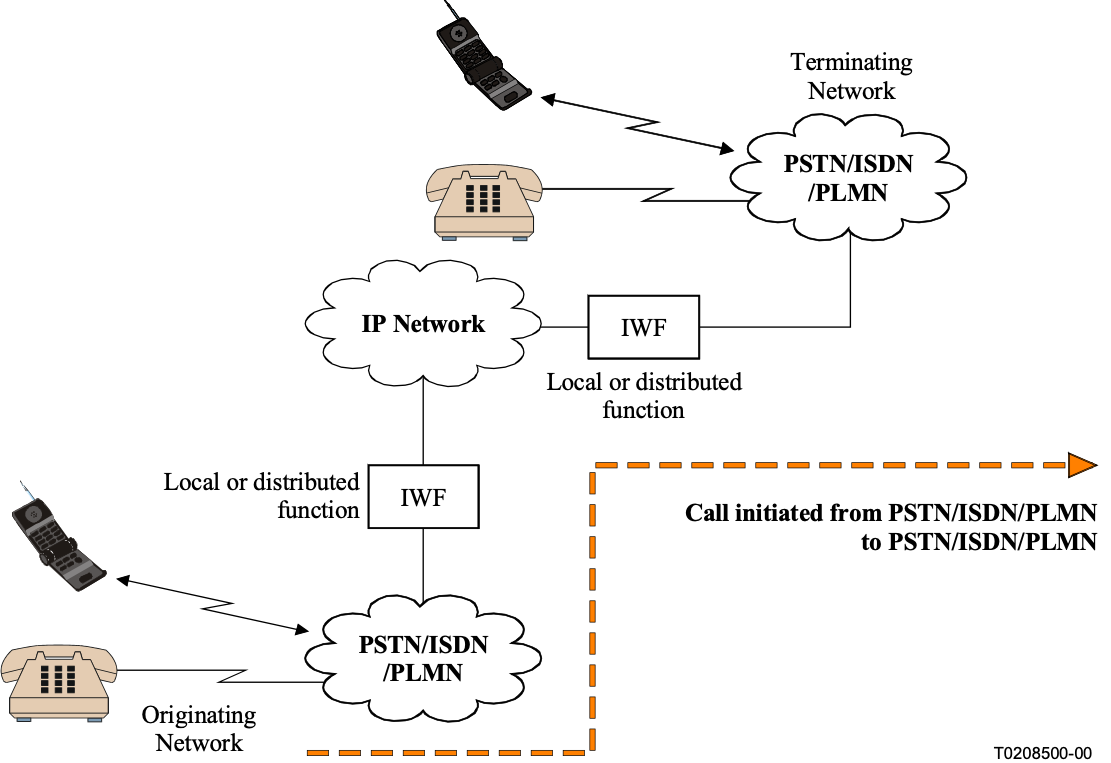 Terminating
Network
PSTN/ISDN
/PLMN
IP Network
IWF
Local or distributed
function
Local or distributed
function
IWF
Call initiated from PSTN/ISDN/PLMN
to PSTN/ISDN/PLMN
PSTN/ISDN
/PLMN
Originating
Network
T0208500-00